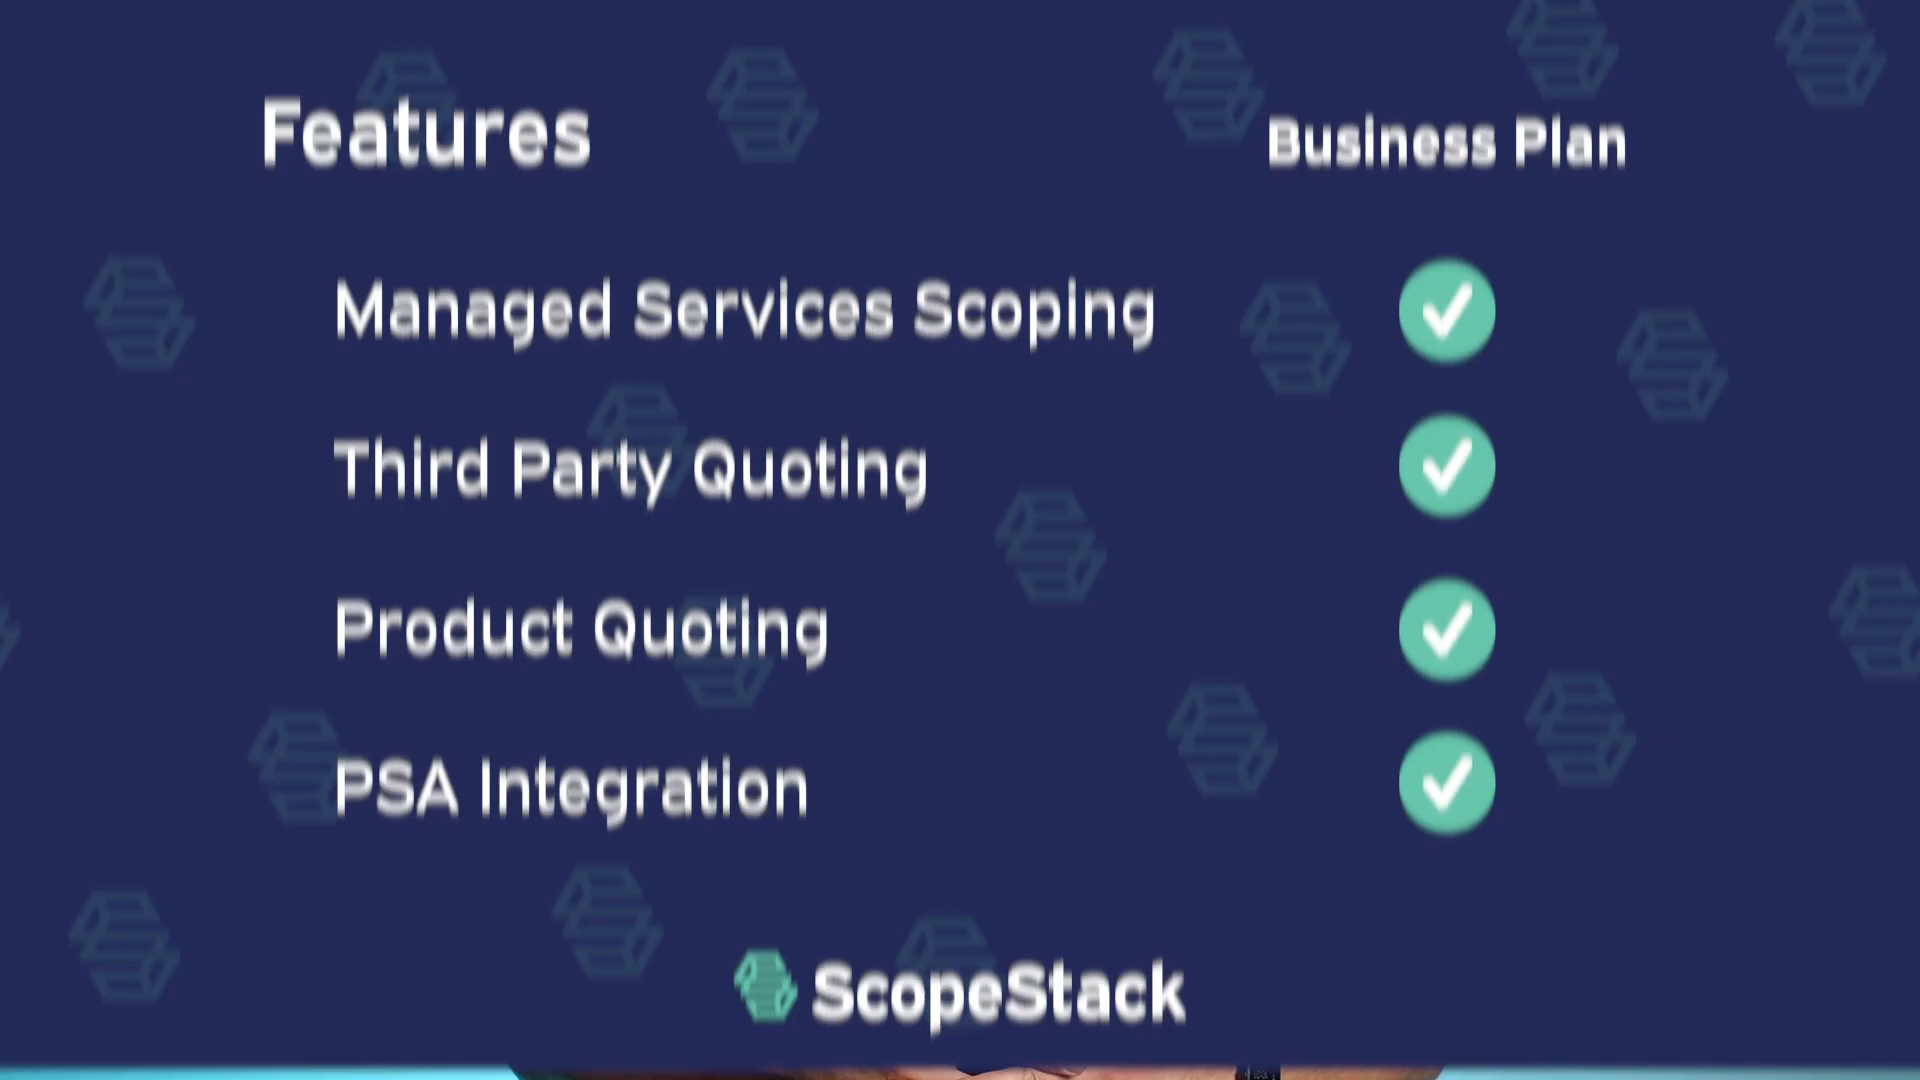 Features
Business Plan
Managed Services Scoping
Third Party Quoting
Product Quoting
PSA Integration
ScopeStack